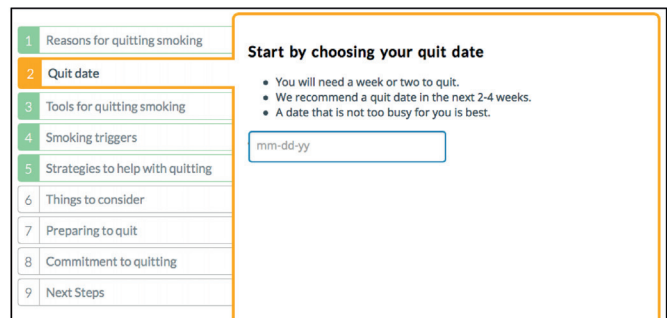 1 Reasons for quitting smoking
2 Quit date
3 Tools for quitting smoking
4 Smoking triggers
5 Strategies to help with quitting
6 Things to consider
7 Preparing to quit
8 Commitment to quitting
9 Next Steps
Start by choosing your quit date
• You will need a week or two to quit.
• We recommend a quit date in the next 2-4 weeks.
• A date that is not too busy for you is best.
mm-dd-yy